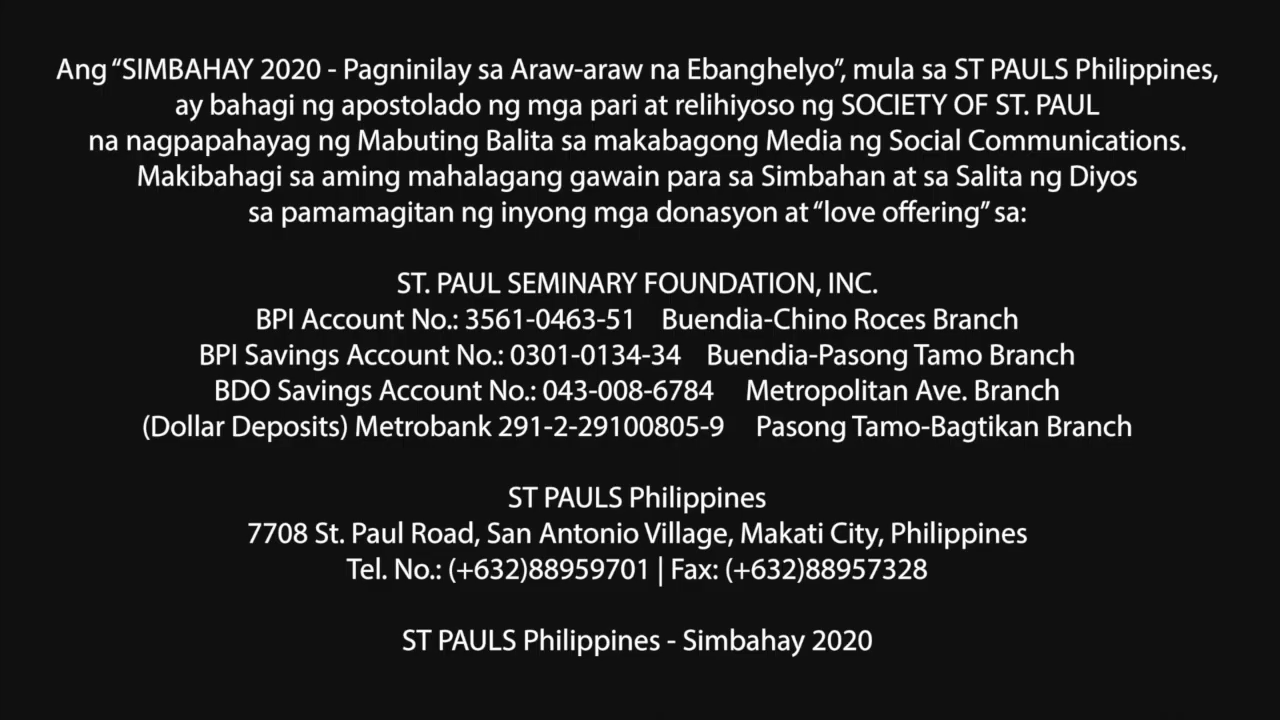 Ang “SIMBAHAY 2020 - Pagninilay sa Araw-araw na Ebanghelyo”, mula sa ST PAULS Philippines,
ay bahagi ng apostolado ng mga pari at relihiyoso ng SOCIETY OF ST. PAUL
na nagpapahayag ng Mabuting Balita sa makabagong Media ng Social Communications.
Makibahagi sa aming mahalagang gawain para sa Simbahan at sa Salita ng Diyos
sa pamamagitan ng inyong mga donasyon at “love offering” sa:
ST. PAUL SEMINARY FOUNDATION, INC.
BPI Account No.: 3561-0463-51 Buendia-Chino Roces Branch
BPI Savings Account No.: 0301-0134-34 Buendia-Pasong Tamo Branch
BDO Savings Account No.: 043-008-6784 Metropolitan Ave. Branch
(Dollar Deposits) Metrobank 291-2-29100805-9 Pasong Tamo-Bagtikan Branch
ST PAULS Philippines
7708 St. Paul Road, San Antonio Village, Makati City, Philippines
Tel. No.: (+632)88959701 | Fax: (+632)88957328
ST PAULS Philippines - Simbahay 2020